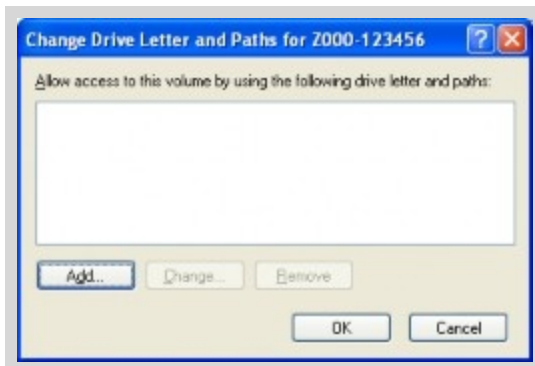 Change Drive Letter and Paths for Z000-123456
Allow access to this volume by using the following drive letter and paths:
Add... Change... Remove
OK Cancel